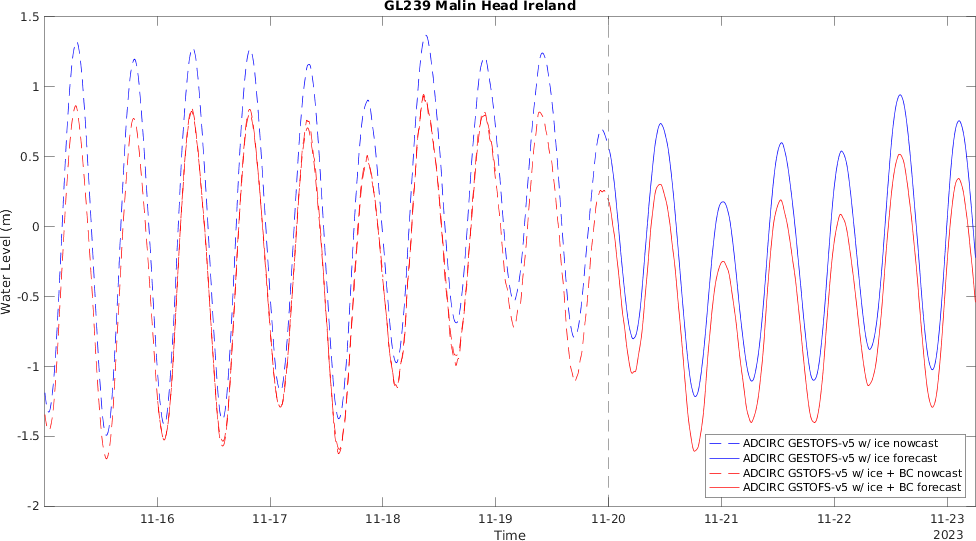 GL239 Malin Head Ireland
1.5
1
0.5
0
-0.5
-1
-1.5
-2
Water Level (m)
ADCIRC GESTOFS-v5 w/ ice nowcast
ADCIRC GESTOFS-v5 w/ ice forecast
ADCIRC GSTOFS-v5 w/ ice + BC nowcast
ADCIRC GSTOFS-v5 w/ ice + BC forecast
11-16 11-17 11-18 11-19 11-20 11-21 11-22 11-23
Time 2023